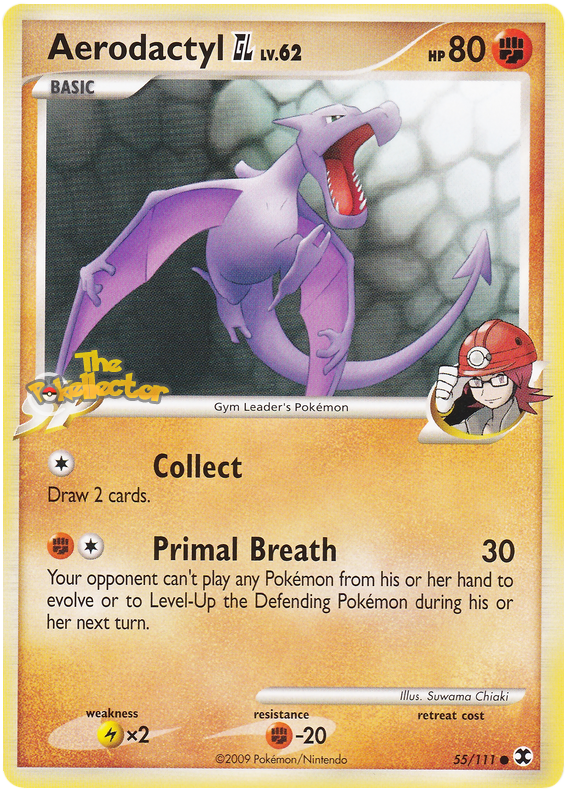 Aerodactyl GL LV.62 HP 80
BASIC
The
Pokellector
Gym Leader's Pokémon
Collect
Draw 2 cards.
Primal Breath 30
Your opponent can't play any Pokémon from his or her hand to
evolve or to Level-Up the Defending Pokémon during his or
her next turn.
Illus. Suwama Chiaki
weakness resistance retreat cost
×2 -20
©2009 Pokémon/Nintendo 55/111